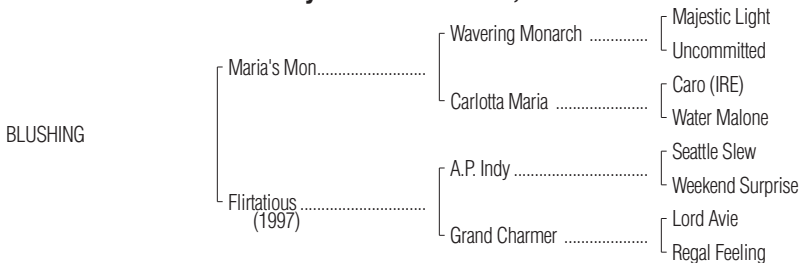 Majestic Light
Wavering Monarch ..............
Uncommitted
Maria's Mon..........................
Caro (IRE)
Carlotta Maria ......................
Water Malone
BLUSHING
Seattle Slew
A.P. Indy ................................
Weekend Surprise
Flirtatious ..............................
(1997)
Lord Avie
Grand Charmer ....................
Regal Feeling